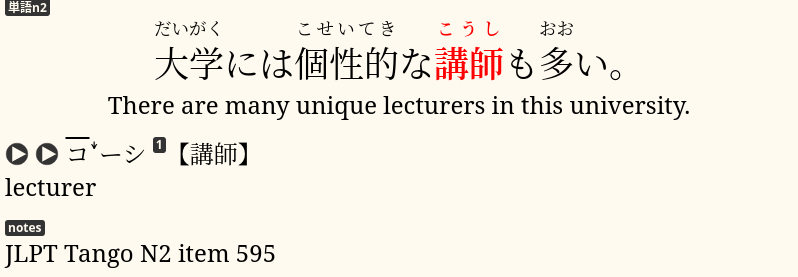 単語n2
だいがく こせいてき こうし おお
大学には個性的な講師も多い。
There are many unique lecturers in this university.
コーシ 1【講師】
lecturer
notes
JLPT Tango N2 item 595